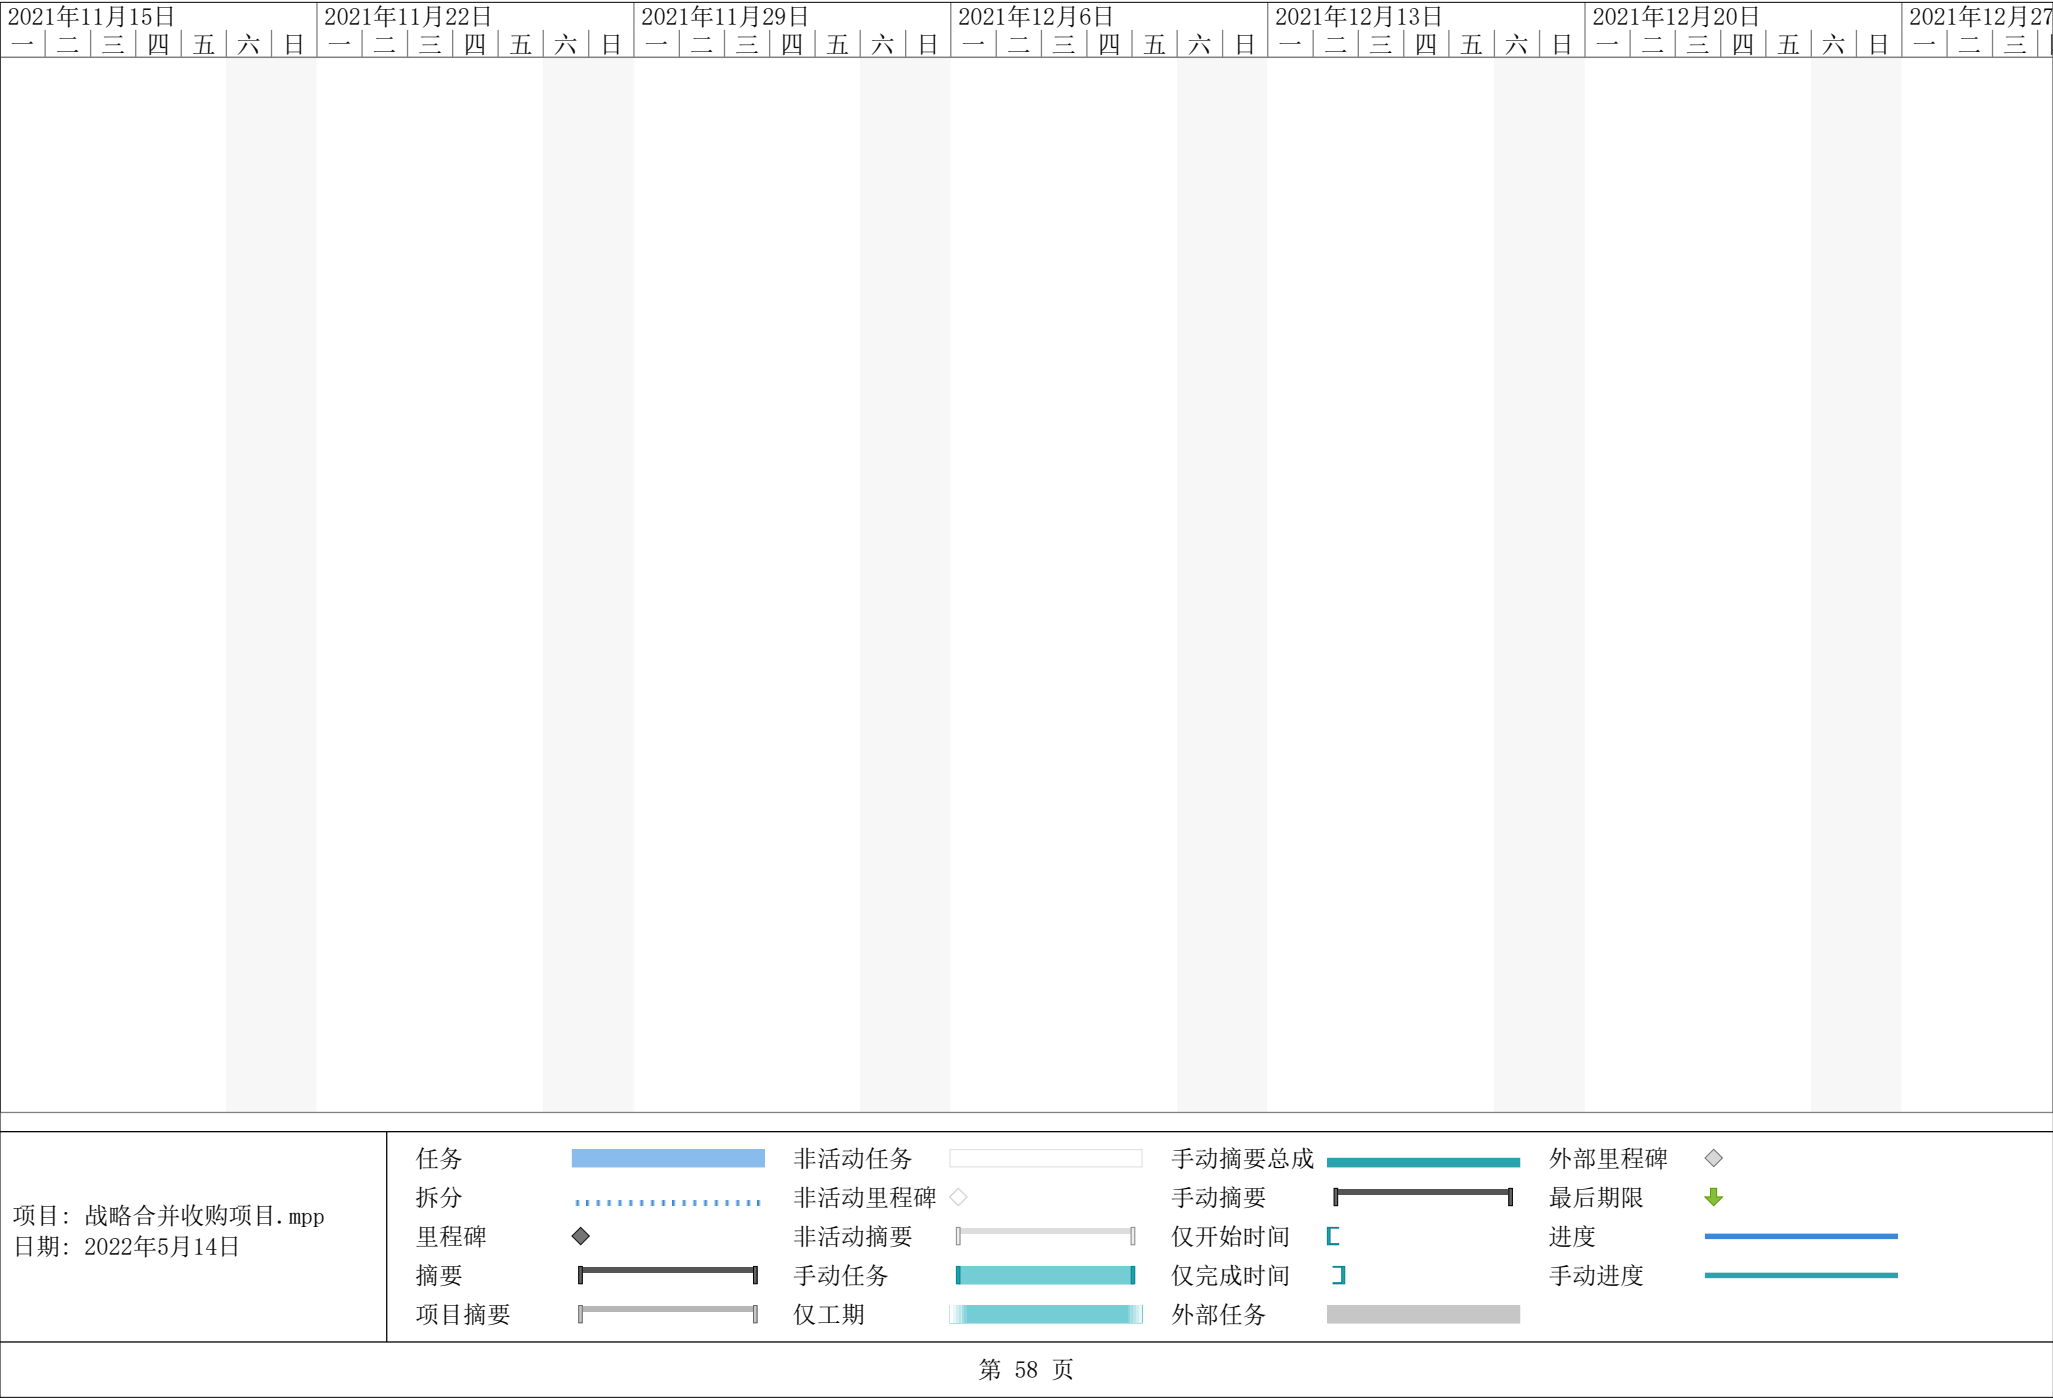 2021年11月15日 2021年11月22日 2021年11月29日 2021年12月6日 2021年12月13日 2021年12月20日 2021年12月27
一 二 三 四 五 六 日 一 二 三 四 五 六 日 一 二 三 四 五 六 日 一 二 三 四 五 六 日 一 二 三 四 五 六 日 一 二 三 四 五 六 日 一 二 三
项目: 战略合并收购项目.mpp
日期: 2022年5月14日
任务 非活动任务 手动摘要总成 外部里程碑
拆分 非活动里程碑 手动摘要 最后期限
里程碑 非活动摘要 仅开始时间 进度
摘要 手动任务 仅完成时间 手动进度
项目摘要 仅工期 外部任务
第 58 页